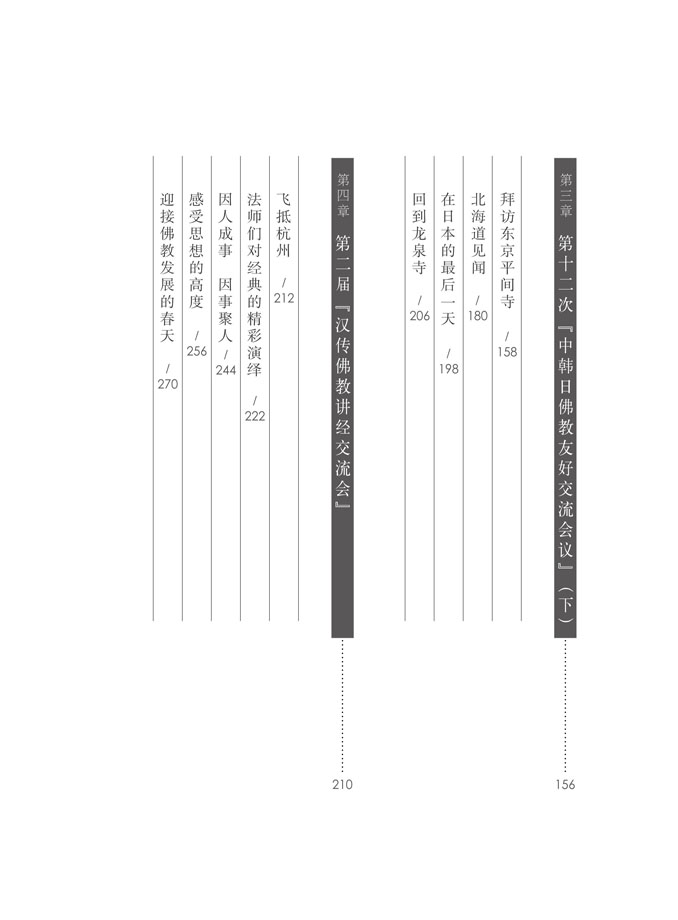 第三章 第十二次『中韩日佛教友好交流会议』（下） 156
拜访东京平间寺 / 158
北海道见闻 / 180
在日本的最后一天 / 198
回到龙泉寺 / 206
第四章 第二届『汉传佛教讲经交流会』 210
飞抵杭州 / 212
法师们对经典的精彩演绎 / 222
因人成事 因事聚人 / 244
感受思想的高度 / 256
迎接佛教发展的春天 / 270